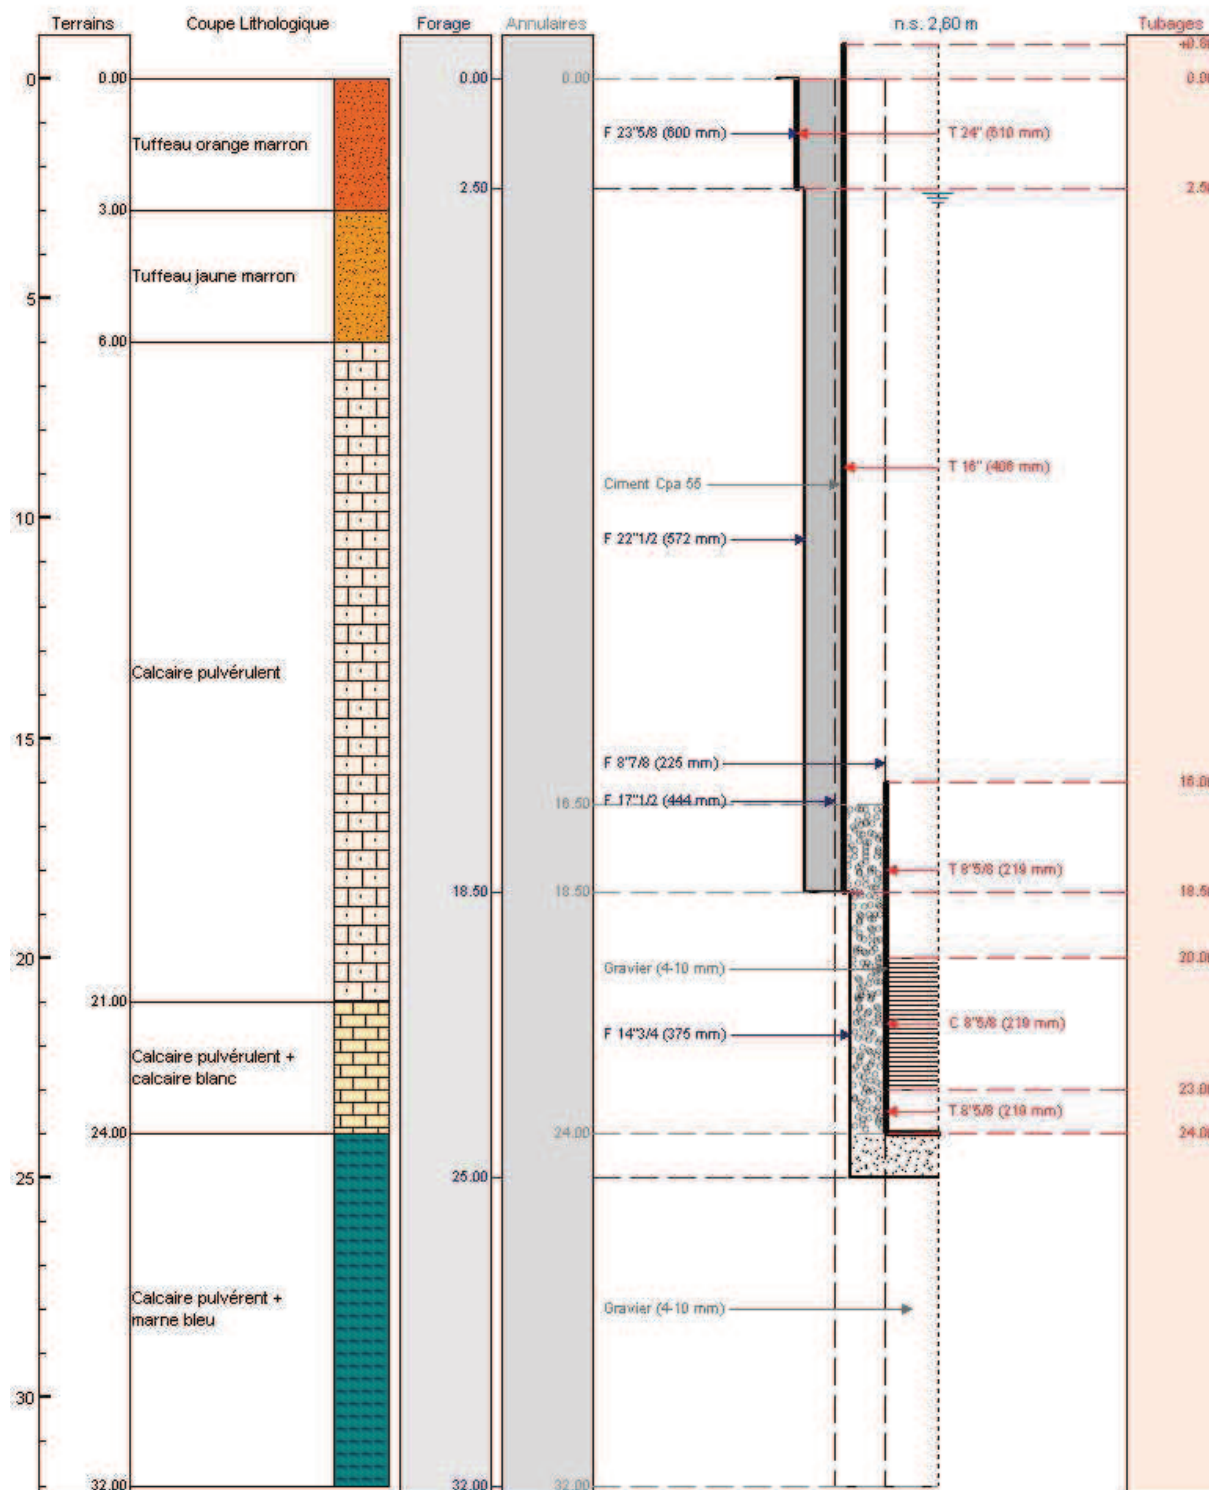 Terrains Coupe Lithologique Forage Annulaires n.s. 2,60 m Tubages
0 0.00 0.00 0.00 0.00
F 23"5/8 (600 mm) T 24" (610 mm)
Tuffeau orange marron
2.50 2.50
3.00
Tuffeau jaune marron
5
6.00
T 16" (406 mm)
Ciment Cpa 55
10
F 22"1/2 (572 mm)
Calcaire pulvérulent
15
F 8"7/8 (225 mm)
16.00
16.50 F 17"1/2 (444 mm)
T 8"5/8 (219 mm)
18.50 18.50 18.50
20 20.00
Gravier (4-10 mm)
21.00
C 8"5/8 (219 mm)
F 14"3/4 (375 mm)
Calcaire pulvérulent +
calcaire blanc
23.00
T 8"5/8 (219 mm)
24.00 24.00 24.00
25 25.00
Calcaire pulvérent +
marne bleu
Gravier (4-10 mm)
30
32.00 32.00 32.00